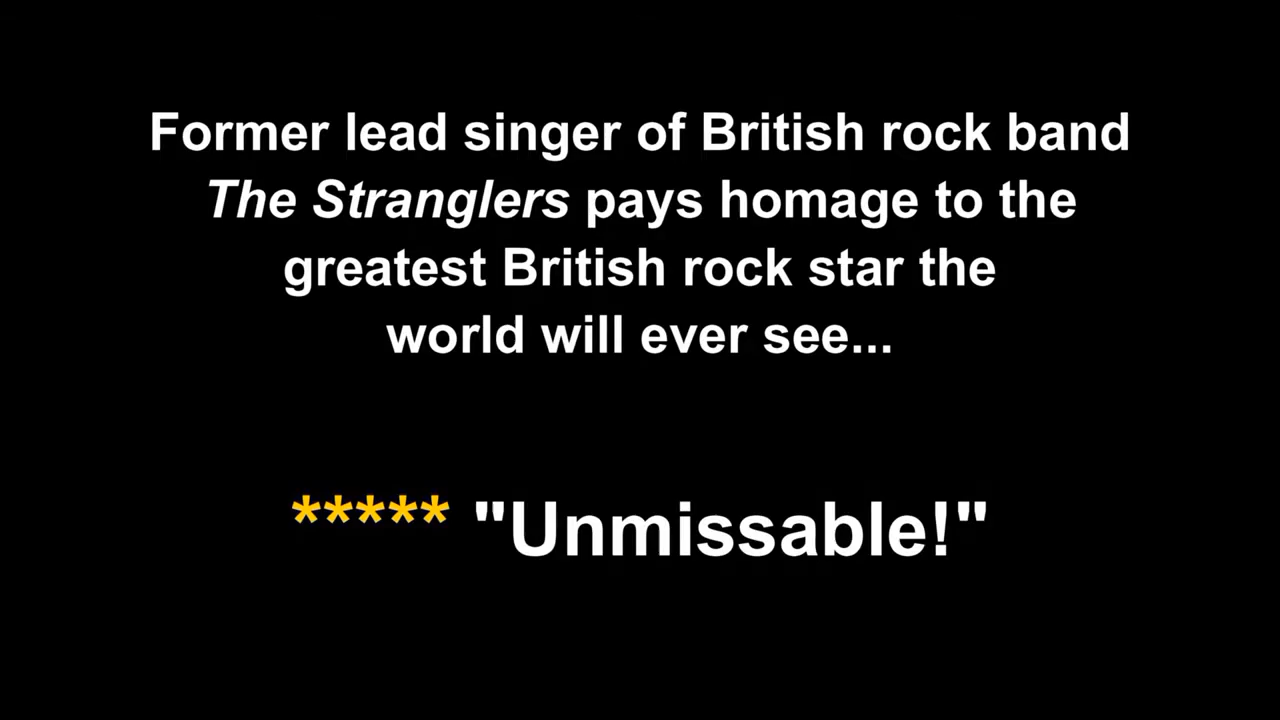 Former lead singer of British rock band
The Stranglers pays homage to the
greatest British rock star the
world will ever see...
***** "Unmissable!"